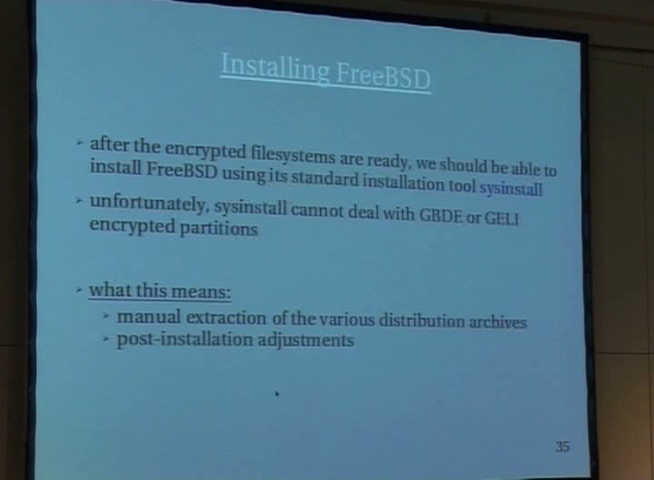 Installing FreeBSD
➢ after the encrypted filesystems are ready, we should be able to
install FreeBSD using its standard installation tool sysinstall
➢ unfortunately, sysinstall cannot deal with GBDE or GELI
encrypted partitions
➢ what this means:
➢ manual extraction of the various distribution archives
➢ post-installation adjustments
35